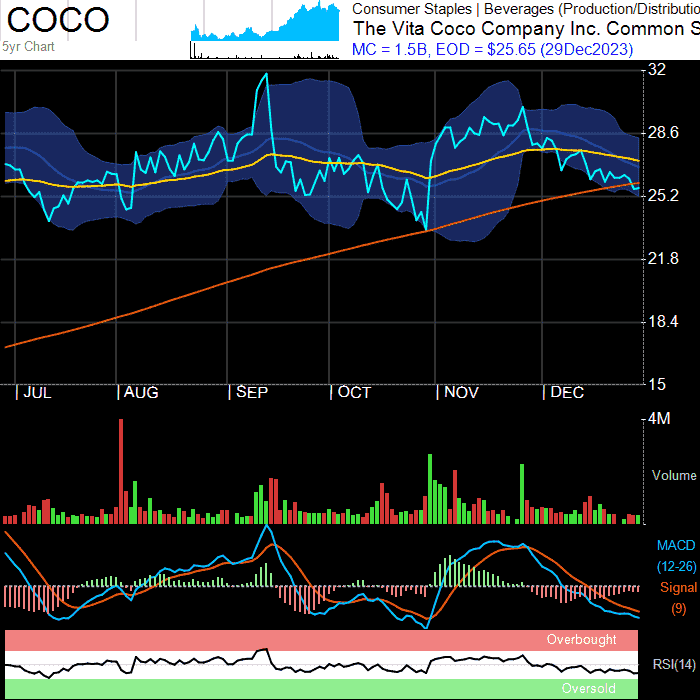 COCO
5yr Chart
Consumer Staples | Beverages (Production/Distributio
The Vita Coco Company Inc. Common S
MC = 1.5B, EOD = $25.65 (29Dec2023)
32
28.6
25.2
21.8
18.4
15
JUL AUG SEP OCT NOV DEC
4M
Volume
MACD
(12-26)
Signal
(9)
Overbought
RSI(14)
Oversold